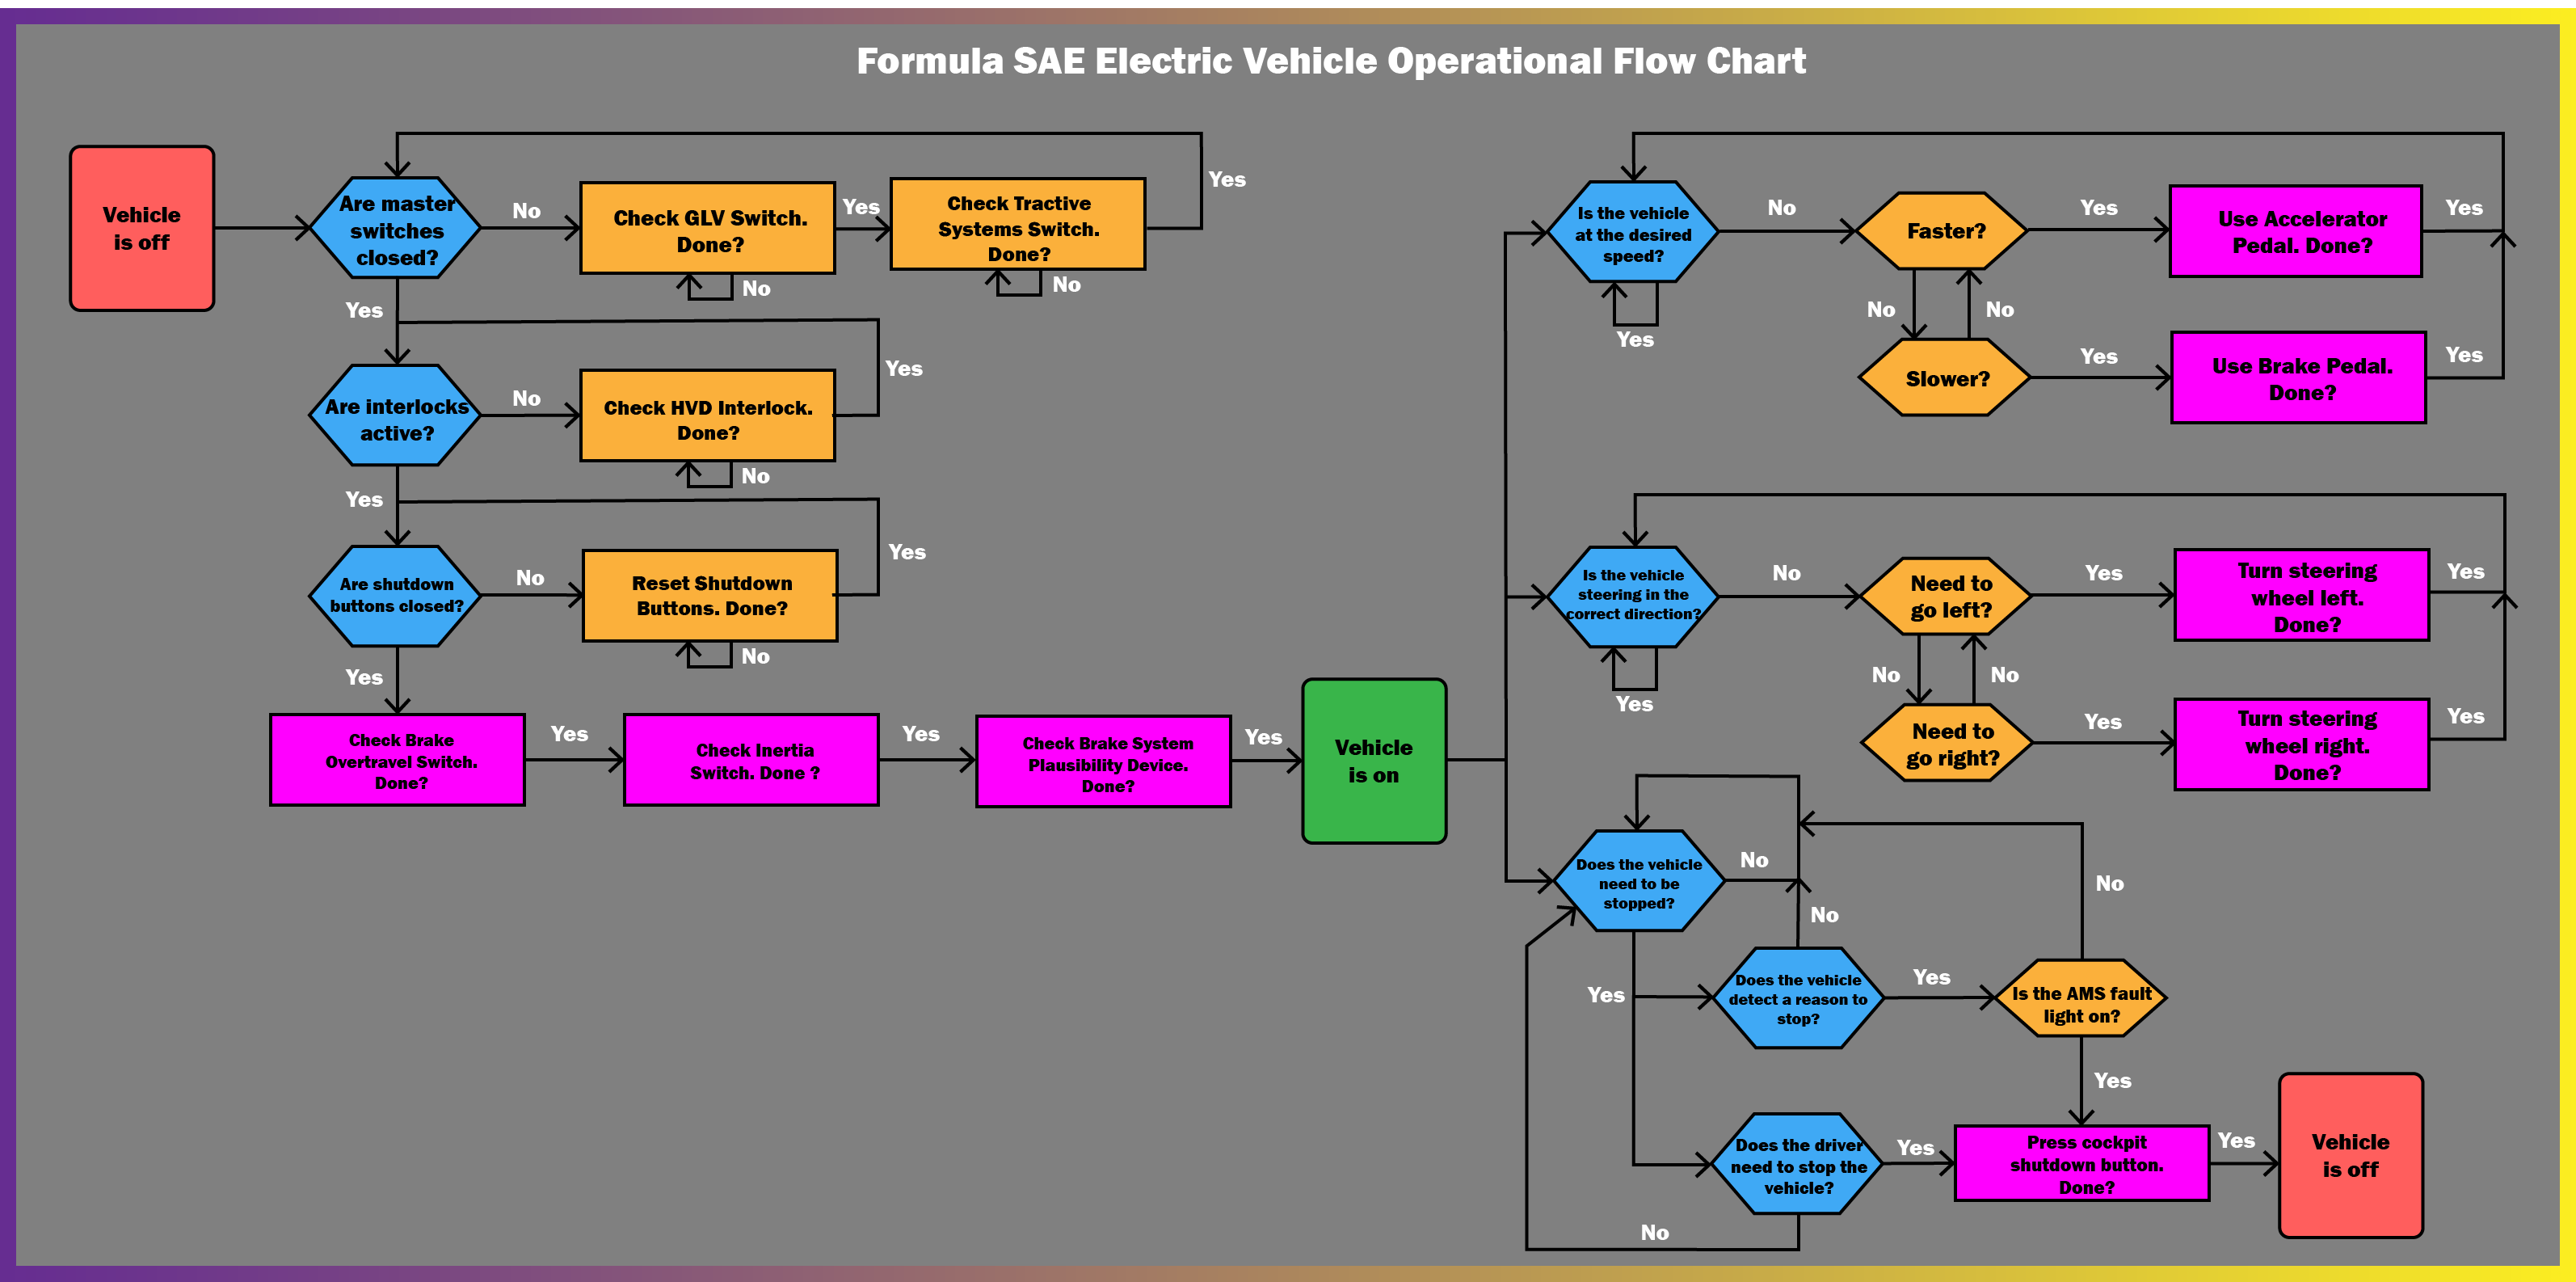 Formula SAE Electric Vehicle Operational Flow Chart
Vehicle
is off
Are master
switches
closed?
No
Check GLV Switch.
Done?
No
Yes
Check Tractive
Systems Switch.
Done?
No
Yes
Yes
Are interlocks
active?
No
Check HVD Interlock.
Done?
No
Yes
Yes
Are shutdown
buttons closed?
No
Reset Shutdown
Buttons. Done?
No
Yes
Yes
Check Brake
Overtravel Switch.
Done?
Yes
Check Inertia
Switch. Done ?
Yes
Check Brake System
Plausibility Device.
Done?
Yes
Vehicle
is on
Is the vehicle
at the desired
speed?
Yes
No
Faster?
No
No
Slower?
Yes
Use Accelerator
Pedal. Done?
Yes
Yes
Use Brake Pedal.
Done?
Yes
Is the vehicle
steering in the
correct direction?
Yes
No
Need to
go left?
No
No
Need to
go right?
Yes
Turn steering
wheel left.
Done?
Yes
Yes
Turn steering
wheel right.
Done?
Yes
Does the vehicle
need to be
stopped?
No
Yes
Does the vehicle
detect a reason to
stop?
No
Yes
Is the AMS fault
light on?
No
Yes
Does the driver
need to stop the
vehicle?
No
Yes
Press cockpit
shutdown button.
Done?
Yes
Vehicle
is off